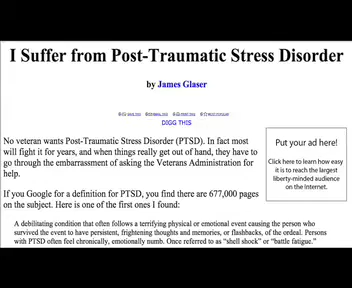 I Suffer from Post-Traumatic Stress Disorder
by James Glaser
DIGG THIS
No veteran wants Post-Traumatic Stress Disorder (PTSD). In fact most
will fight it for years, and when things really get out of hand, they have to
go through the embarrassment of asking the Veterans Administration for
help.
Put your ad here!
Click here to learn how easy
it is to reach the largest
liberty-minded audience
on the Internet.
If you Google for a definition for PTSD, you find there are 677,000 pages
on the subject. Here is one of the first ones I found:
A debilitating condition that often follows a terrifying physical or emotional event causing the person who
survived the event to have persistent, frightening thoughts and memories, or flashbacks, of the ordeal. Persons
with PTSD often feel chronically, emotionally numb. Once referred to as "shell shock" or "battle fatigue."